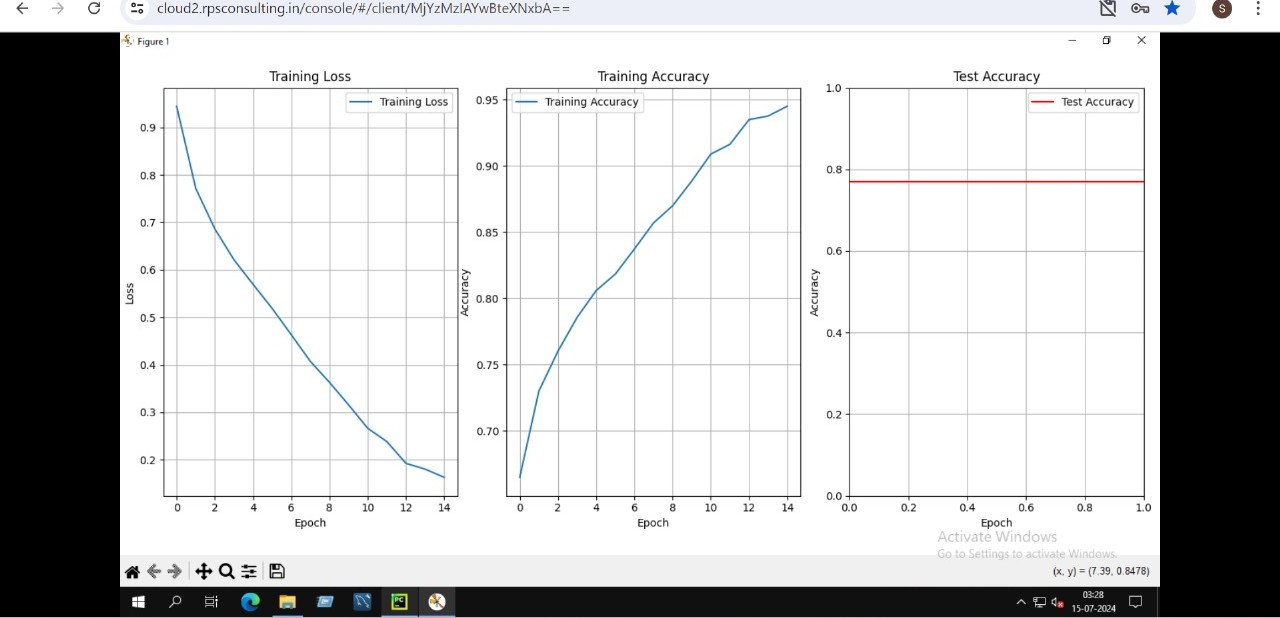 cloud2.rpsconsulting.in/console/#/client/MjYzMzlAYwBteXNxbA==
S
Figure 1
Training Loss
Training Loss
0.9
0.8
0.7
0.6
0.5
0.4
0.3
0.2
Loss
0 2 4 6 8 10 12 14
Epoch
Training Accuracy
Training Accuracy
0.95
0.90
0.85
0.80
0.75
0.70
Accuracy
0 2 4 6 8 10 12 14
Epoch
Test Accuracy
Test Accuracy
1.0
0.8
0.6
0.4
0.2
0.0
Accuracy
0.0 0.2 0.4 0.6 0.8 1.0
Epoch
Activate Windows
Go to Settings to activate Windows.
(x, y) = (7.39, 0.8478)
PC
03:28
15-07-2024